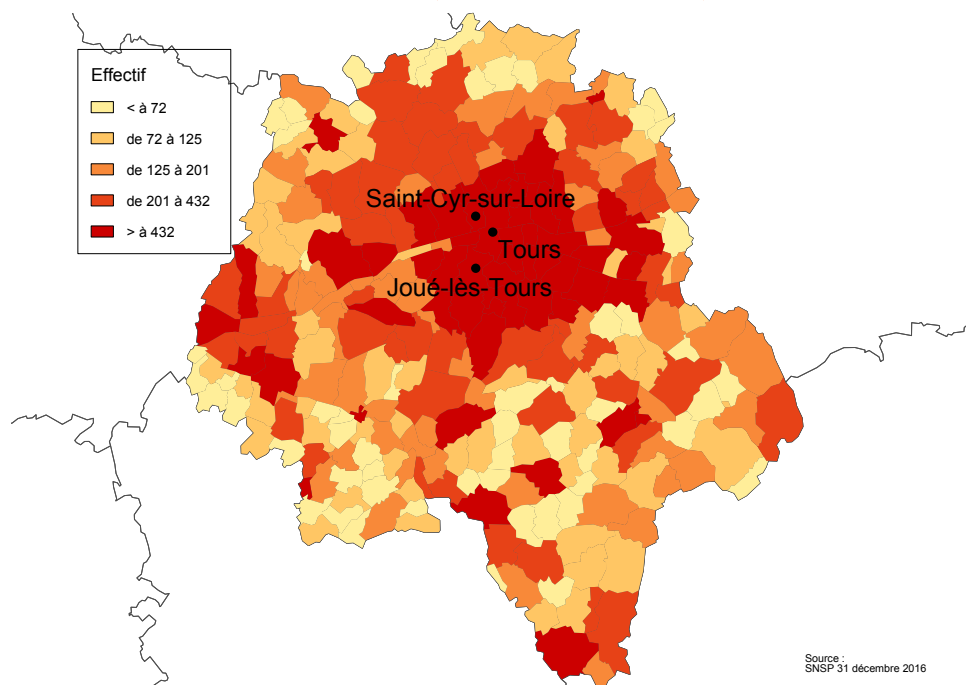 Effectif
< à 72
de 72 à 125
de 125 à 201
de 201 à 432
> à 432
Saint-Cyr-sur-Loire
Tours
Joué-lès-Tours
Source :
SNSP 31 décembre 2016